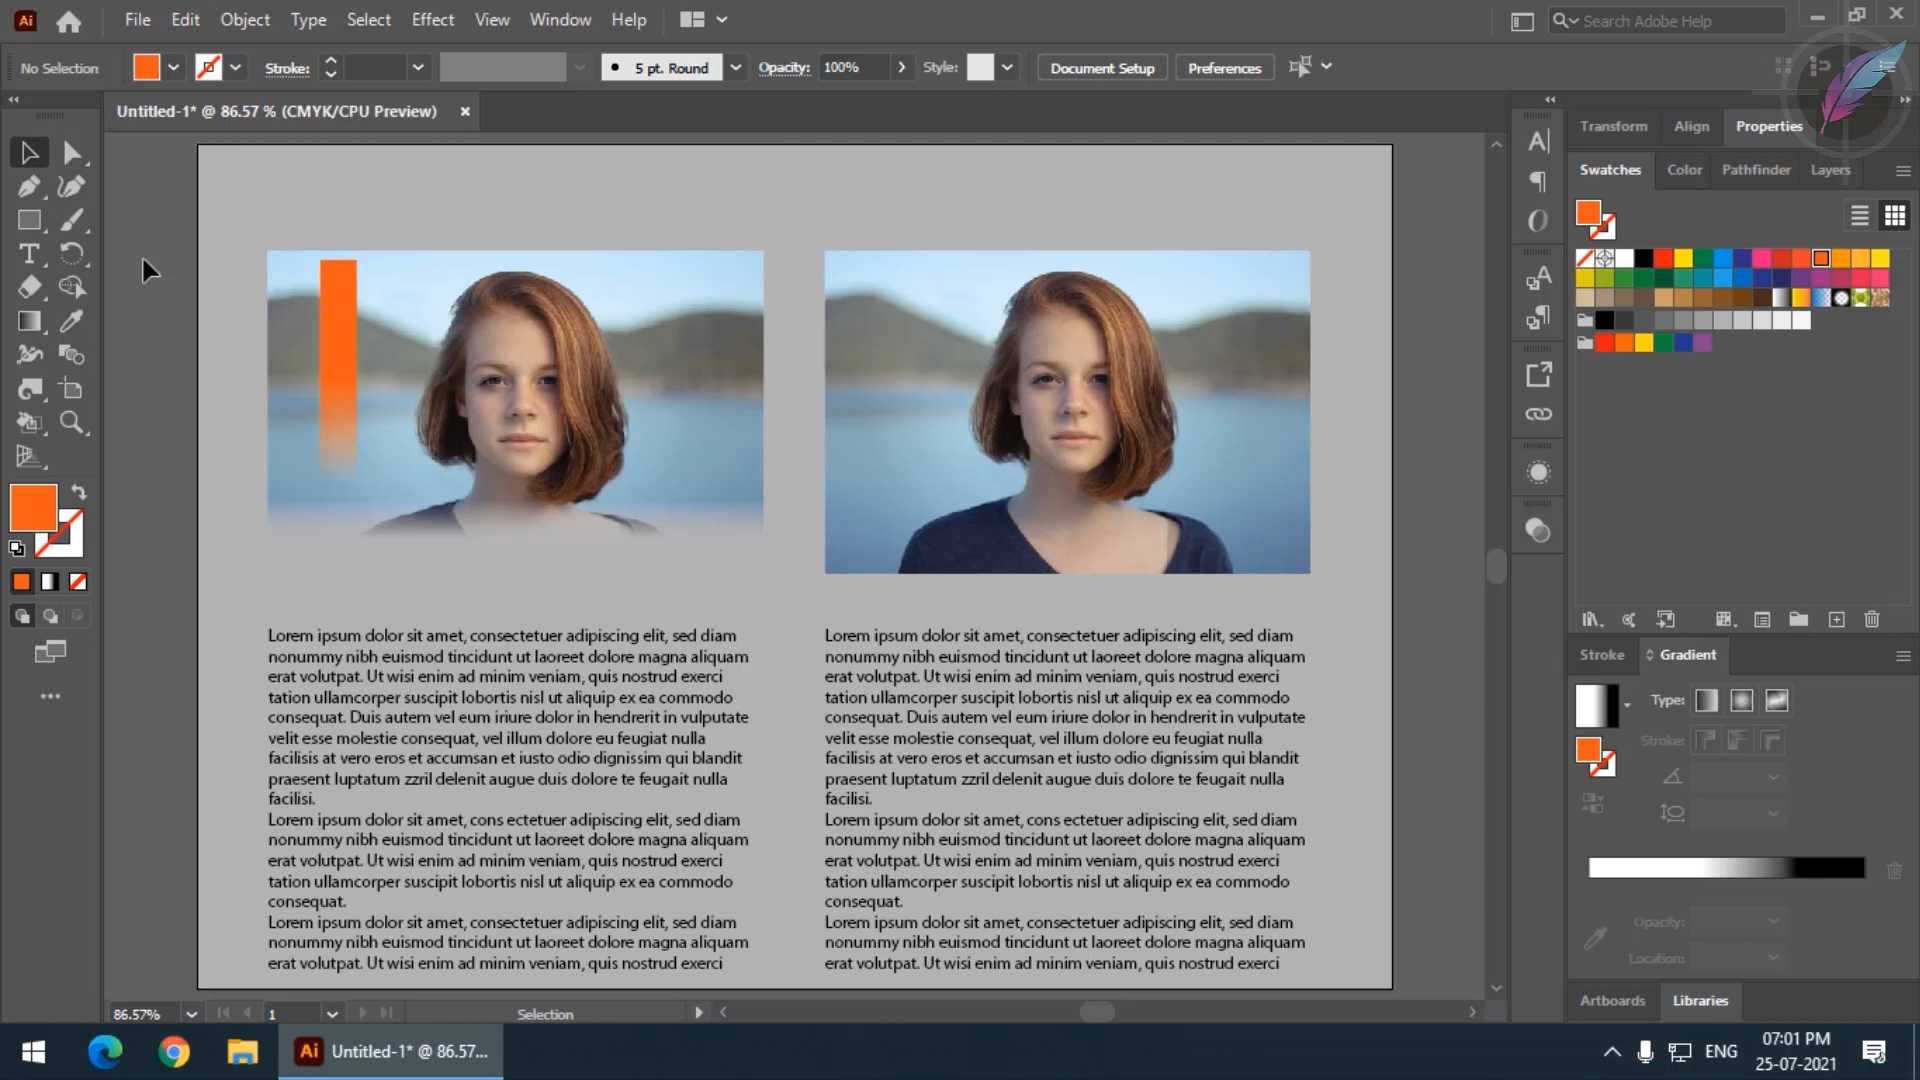 Ai File Edit Object Type Select Effect View Window Help Search Adobe Help
No Selection Stroke: 5 pt. Round Opacity: 100% Style: Document Setup Preferences
Untitled-1* @ 86.57 % (CMYK/CPU Preview)
Transform Align Properties
Swatches Color Pathfinder Layers
Lorem ipsum dolor sit amet, consectetuer adipiscing elit, sed diam
nonummy nibh euismod tincidunt ut laoreet dolore magna aliquam
erat volutpat. Ut wisi enim ad minim veniam, quis nostrud exerci
tation ullamcorper suscipit lobortis nisl ut aliquip ex ea commodo
consequat. Duis autem vel eum iriure dolor in hendrerit in vulputate
velit esse molestie consequat, vel illum dolore eu feugiat nulla
facilisis at vero eros et accumsan et iusto odio dignissim qui blandit
praesent luptatum zzril delenit augue duis dolore te feugait nulla
facilisi.
Lorem ipsum dolor sit amet, cons ectetuer adipiscing elit, sed diam
nonummy nibh euismod tincidunt ut laoreet dolore magna aliquam
erat volutpat. Ut wisi enim ad minim veniam, quis nostrud exerci
tation ullamcorper suscipit lobortis nisl ut aliquip ex ea commodo
consequat.
Lorem ipsum dolor sit amet, consectetuer adipiscing elit, sed diam
nonummy nibh euismod tincidunt ut laoreet dolore magna aliquam
erat volutpat. Ut wisi enim ad minim veniam, quis nostrud exerci
Lorem ipsum dolor sit amet, consectetuer adipiscing elit, sed diam
nonummy nibh euismod tincidunt ut laoreet dolore magna aliquam
erat volutpat. Ut wisi enim ad minim veniam, quis nostrud exerci
tation ullamcorper suscipit lobortis nisl ut aliquip ex ea commodo
consequat. Duis autem vel eum iriure dolor in hendrerit in vulputate
velit esse molestie consequat, vel illum dolore eu feugiat nulla
facilisis at vero eros et accumsan et iusto odio dignissim qui blandit
praesent luptatum zzril delenit augue duis dolore te feugait nulla
facilisi.
Lorem ipsum dolor sit amet, cons ectetuer adipiscing elit, sed diam
nonummy nibh euismod tincidunt ut laoreet dolore magna aliquam
erat volutpat. Ut wisi enim ad minim veniam, quis nostrud exerci
tation ullamcorper suscipit lobortis nisl ut aliquip ex ea commodo
consequat.
Lorem ipsum dolor sit amet, consectetuer adipiscing elit, sed diam
nonummy nibh euismod tincidunt ut laoreet dolore magna aliquam
erat volutpat. Ut wisi enim ad minim veniam, quis nostrud exerci
Stroke Gradient
Type:
Stroke:
Opacity:
Location:
Artboards Libraries
86.57% 1 Selection
Ai Untitled-1* @ 86.57...
ENG
07:01 PM
25-07-2021